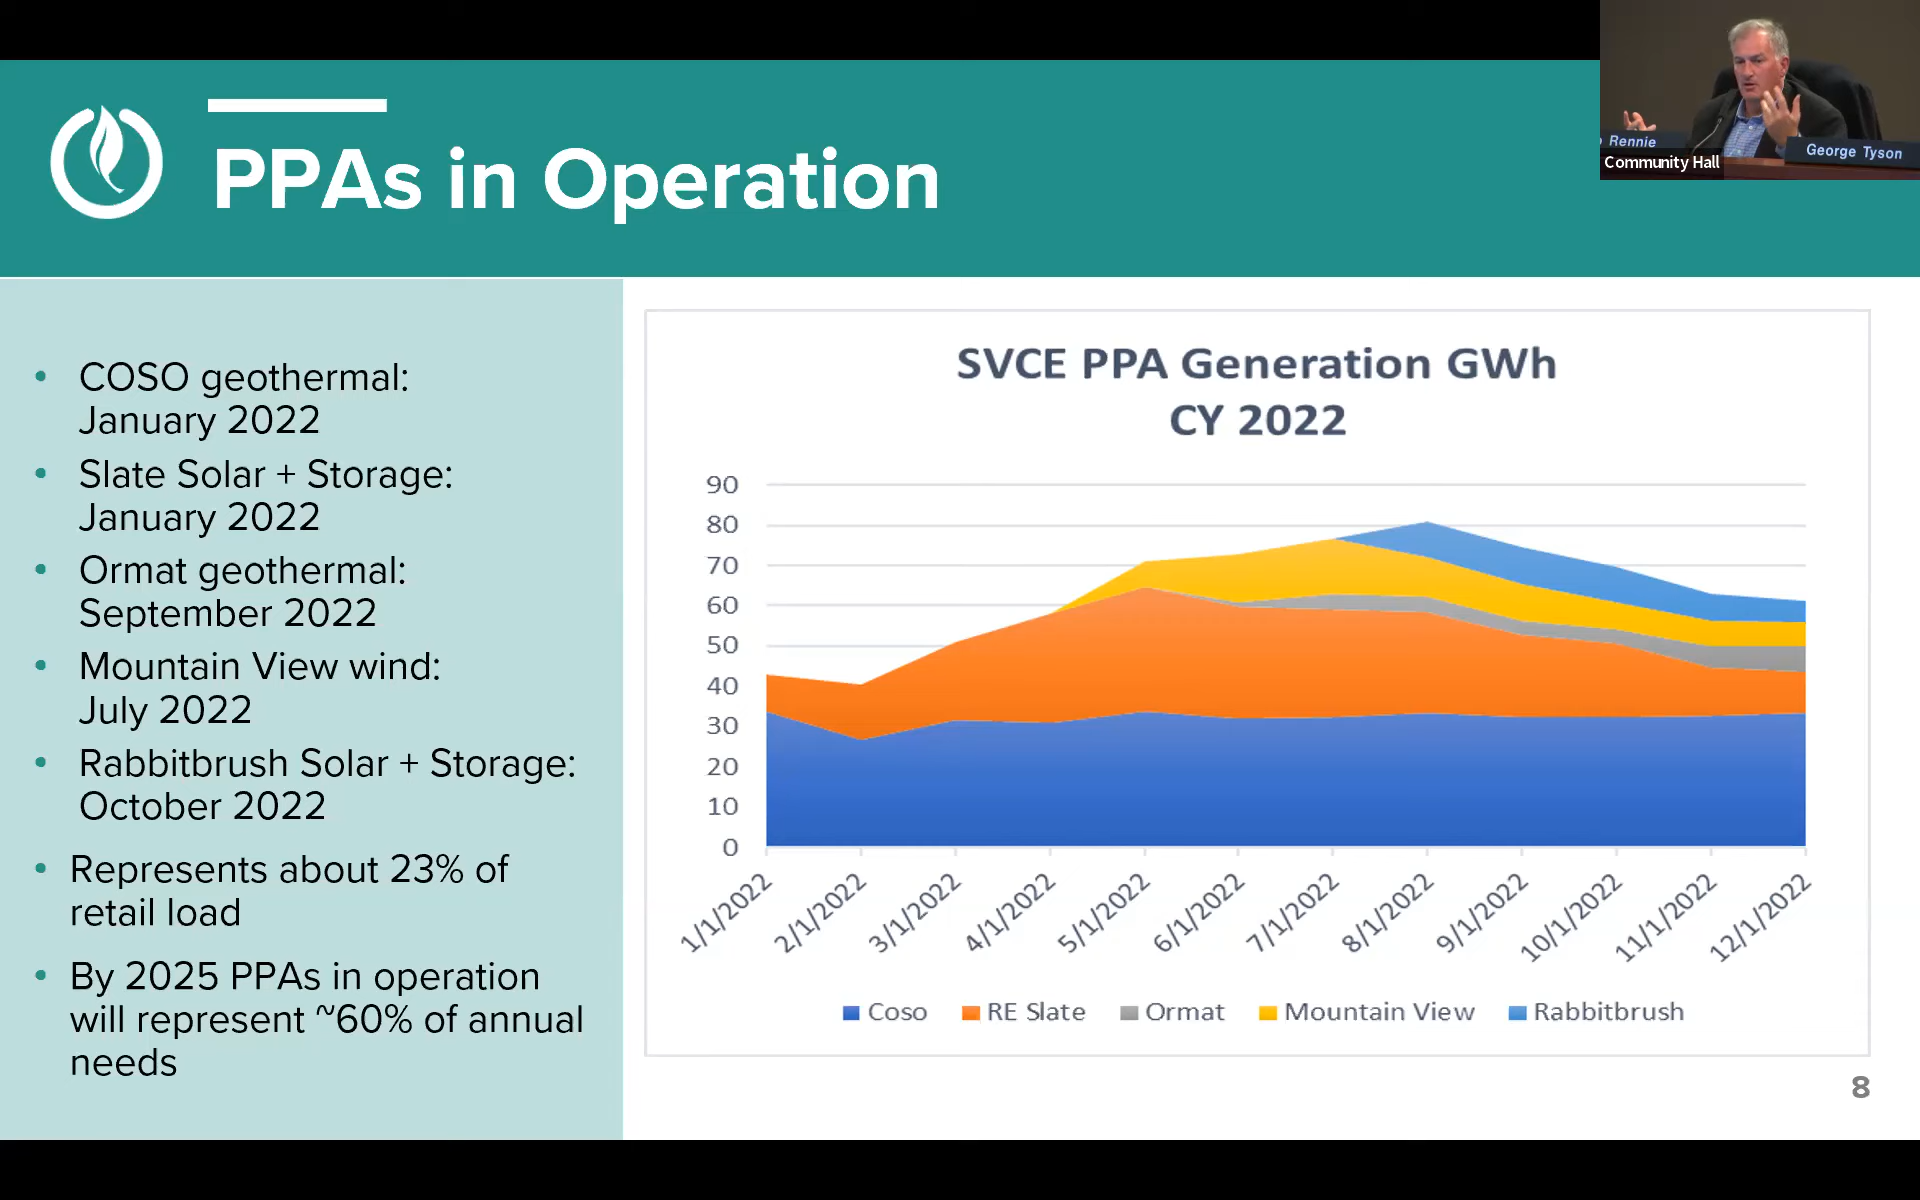 PPAs in Operation
Rennie
George Tyson
Community Hall
• COSO geothermal:
January 2022
• Slate Solar + Storage:
January 2022
• Ormat geothermal:
September 2022
• Mountain View wind:
July 2022
• Rabbitbrush Solar + Storage:
October 2022
• Represents about 23% of
retail load
• By 2025 PPAs in operation
will represent ~60% of annual
needs
SVCE PPA Generation GWh
CY 2022
90
80
70
60
50
40
30
20
10
0
1/1/2022
2/1/2022
3/1/2022
4/1/2022
5/1/2022
6/1/2022
7/1/2022
8/1/2022
9/1/2022
10/1/2022
11/1/2022
12/1/2022
Coso RE Slate Ormat Mountain View Rabbitbrush
8